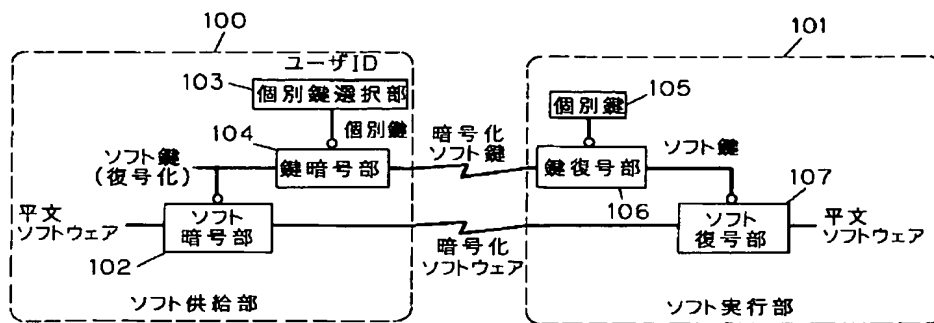 100
101
ユーザID
103
個別鍵選択部
105
個別鍵
104
個別鍵
暗号化
ソフト鍵
ソフト鍵
ソフト鍵
(復号化)
鍵暗号部
鍵復号部
107
106
平文
ソフトウェア
ソフト
暗号部
102
暗号化
ソフトウェア
ソフト
復号部
平文
ソフトウェア
ソフト供給部
ソフト実行部